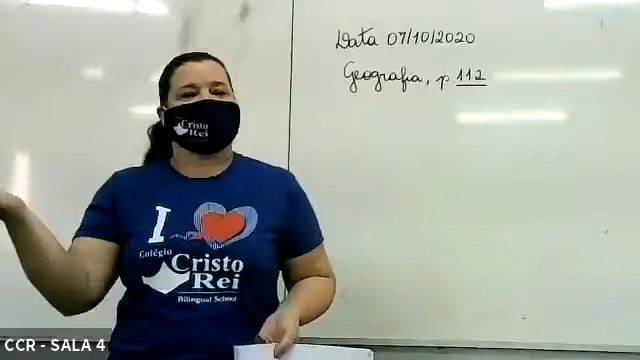 Data 07/10/2020
Geografia, p 112
Cristo
Rei
I
Colégio
Cristo
Rei
Bilingual School
CCR - SALA 4